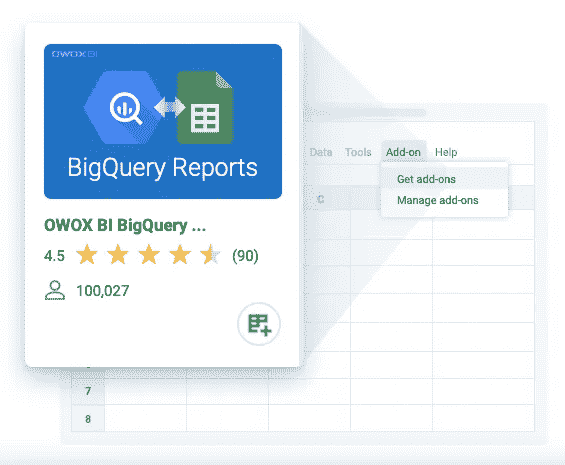 OWOX BI
BigQuery Reports
OWOX BI BigQuery ...
4.5 (90)
100,027
Data Tools Add-on Help
Get add-ons
Manage add-ons
C
7
8